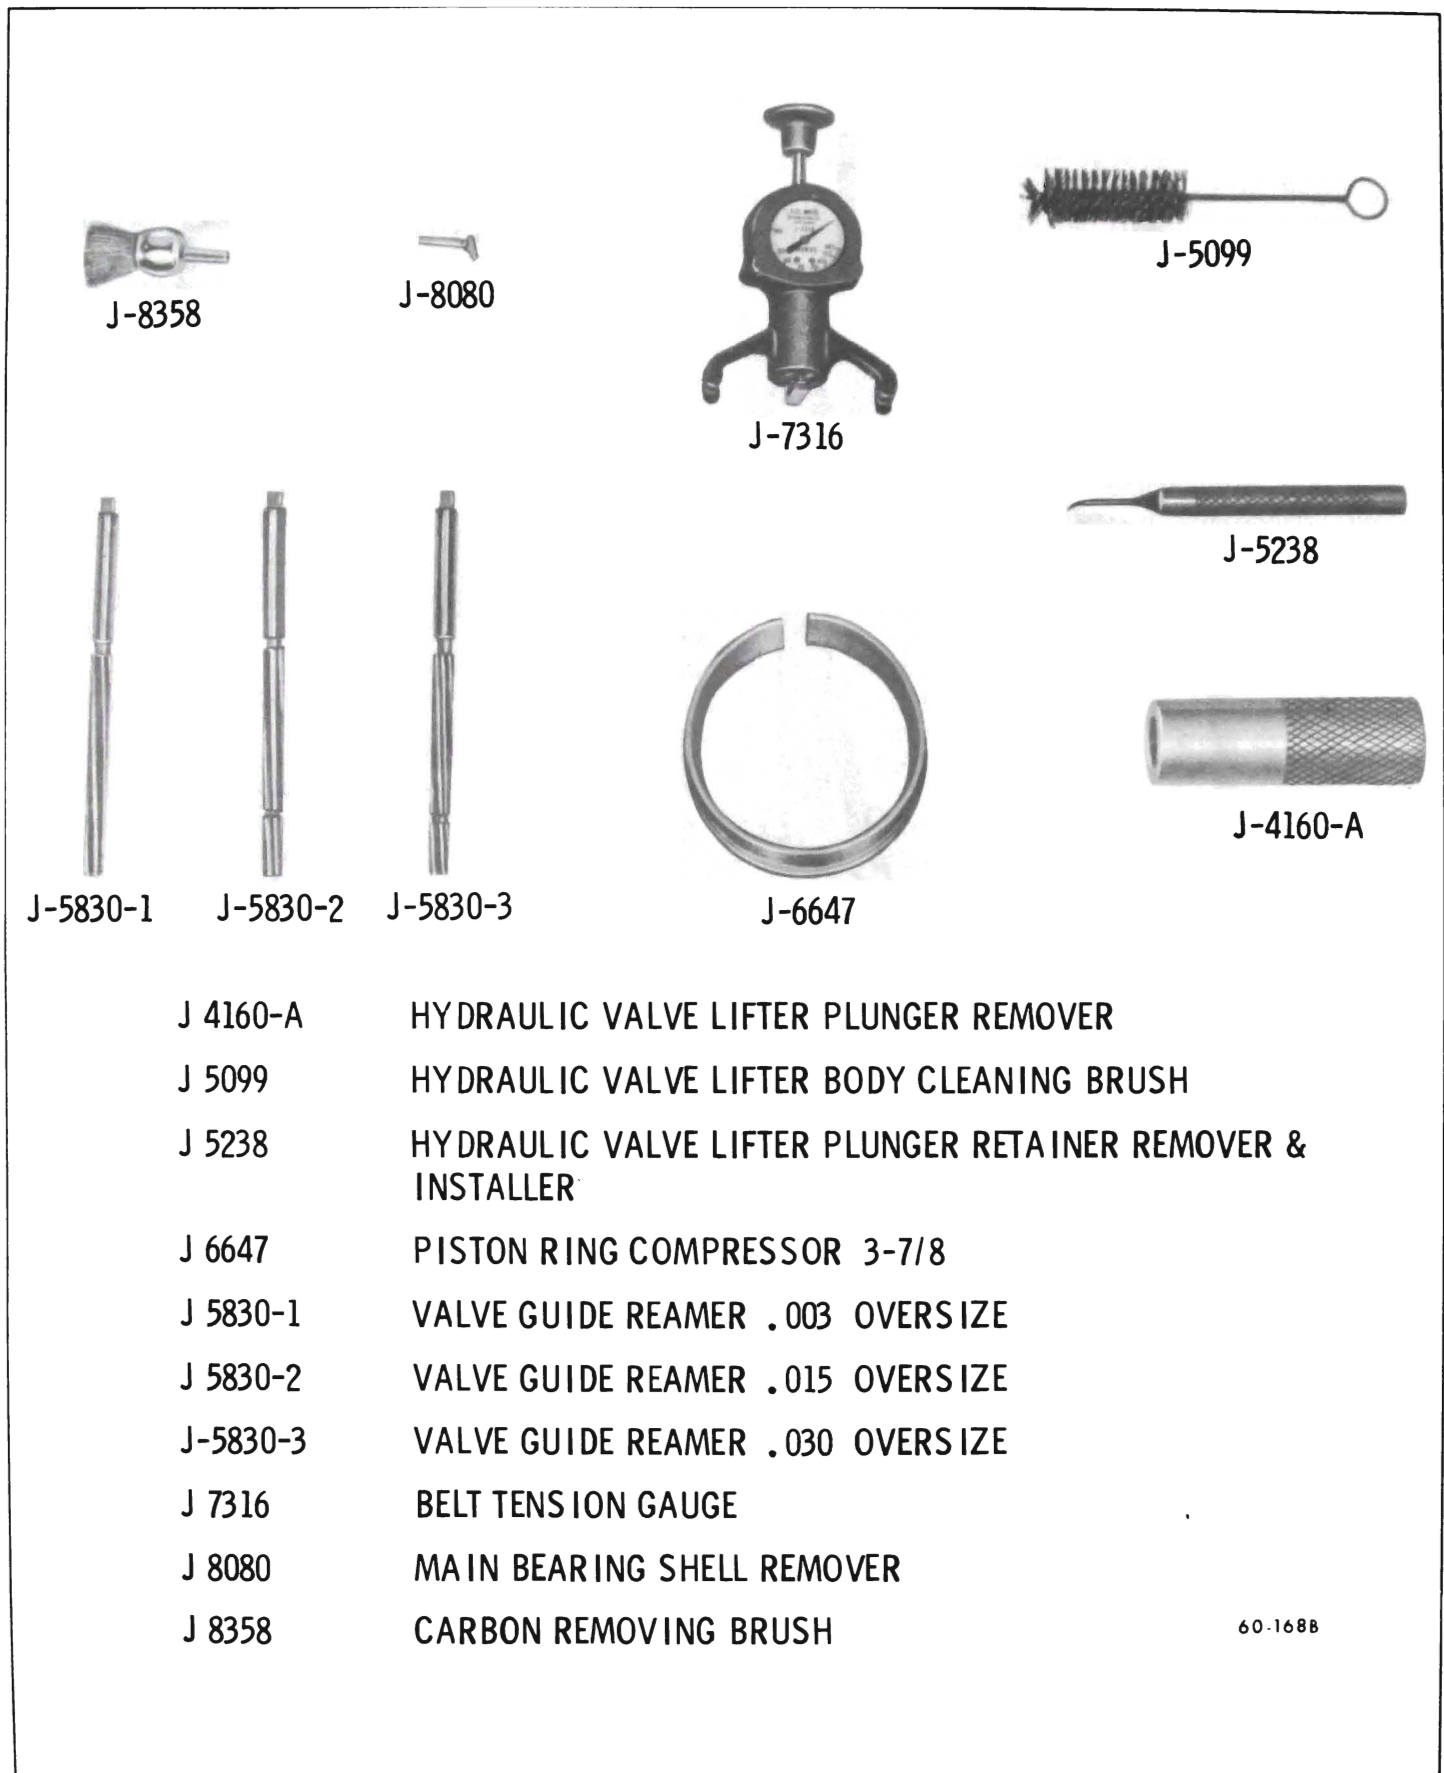 J-8358
J-8080
J-7316
J-5099
J-5238
J-4160-A
J-5830-1
J-5830-2
J-5830-3
J-6647
J 4160-A HYDRAULIC VALVE LIFTER PLUNGER REMOVER
J 5099 HYDRAULIC VALVE LIFTER BODY CLEANING BRUSH
J 5238 HYDRAULIC VALVE LIFTER PLUNGER RETAINER REMOVER &
INSTALLER
J 6647 PISTON RING COMPRESSOR 3-7/8
J 5830-1 VALVE GUIDE REAMER .003 OVERSIZE
J 5830-2 VALVE GUIDE REAMER .015 OVERSIZE
J-5830-3 VALVE GUIDE REAMER .030 OVERSIZE
J 7316 BELT TENSION GAUGE
J 8080 MAIN BEARING SHELL REMOVER
J 8358 CARBON REMOVING BRUSH
60-168B